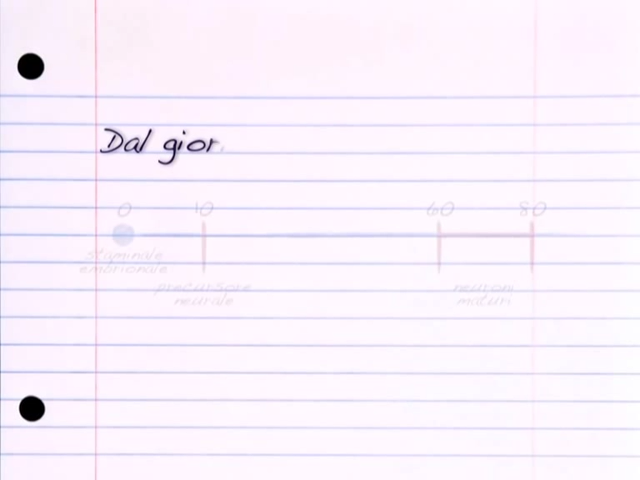 Dal gior
0 10 60 80
staminale
embrionale
precursore
neurale
neuroni
maturi